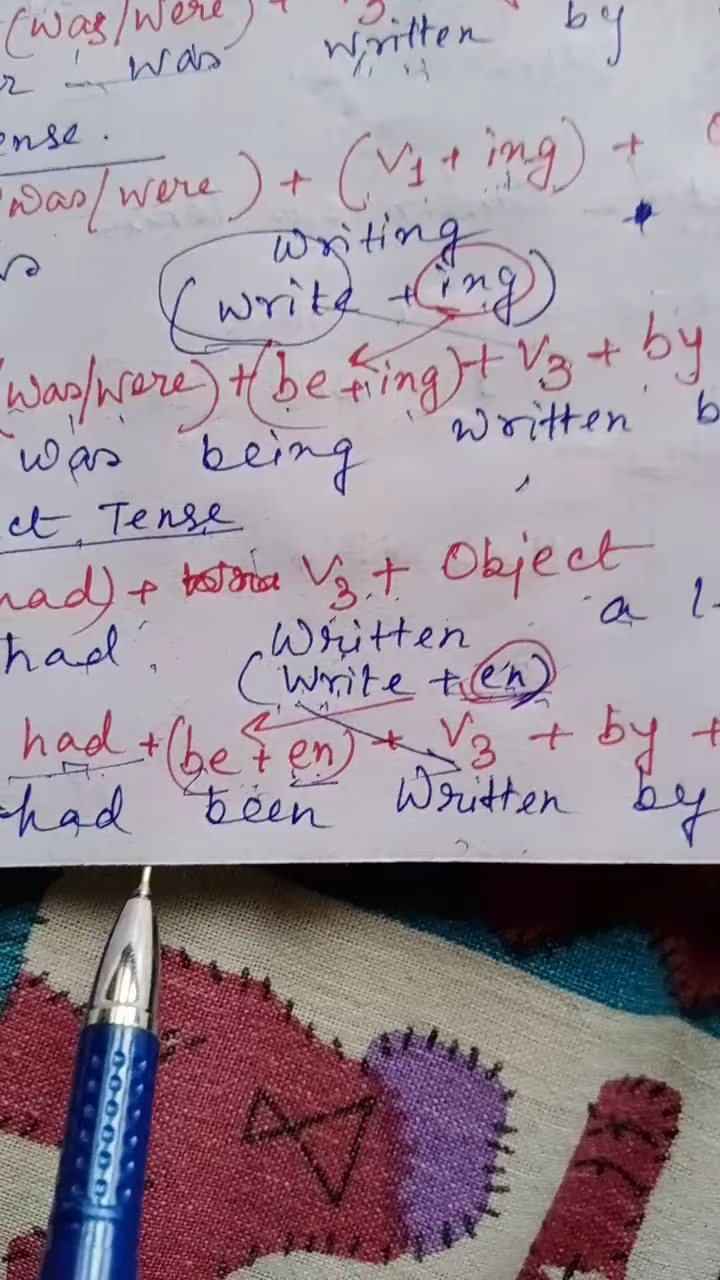 (was/were) +
was written by
ense.
was/were) + (V1 + ing) +
writing
(write + ing)
(was/were) + (be + ing) + V3 + by
was being written b
ct Tense
had) + V3 + Object
had written a l
(write + en)
had + (be + en) + V3 + by +
had been written by